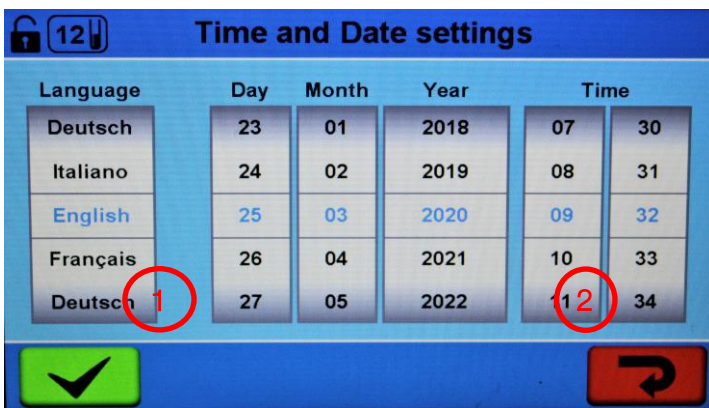 12 Time and Date settings
Language Day Month Year Time
Deutsch 23 01 2018 07 30
Italiano 24 02 2019 08 31
English 25 03 2020 09 32
Français 26 04 2021 10 33
Deutsch 1 27 05 2022 11 2 34